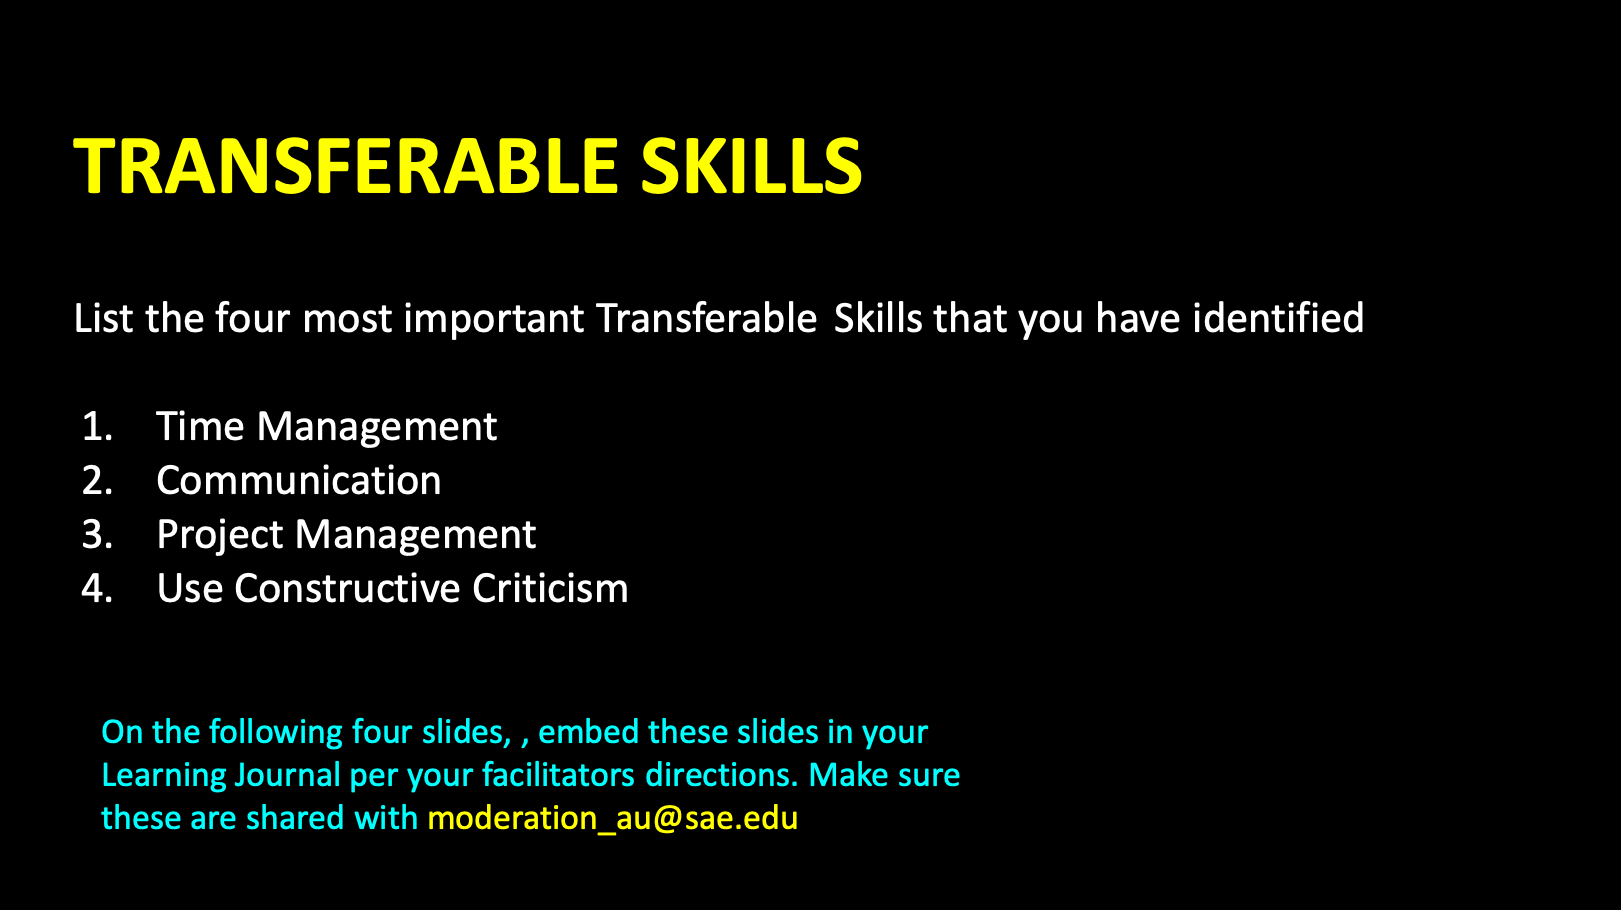 TRANSFERABLE SKILLS
List the four most important Transferable Skills that you have identified
1. Time Management
2. Communication
3. Project Management
4. Use Constructive Criticism
On the following four slides, , embed these slides in your
Learning Journal per your facilitators directions. Make sure
these are shared with moderation_au@sae.edu